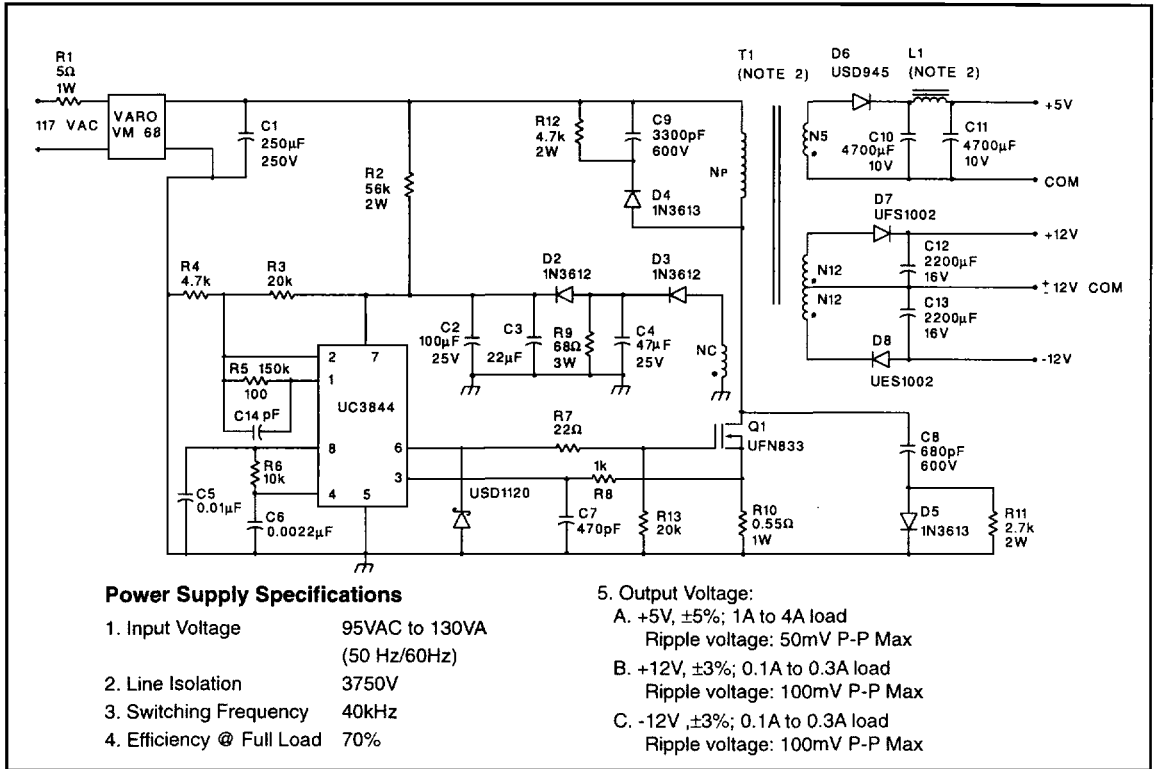 R1
5Ω
1W
117 VAC
VARO
VM 68
C1
250µF
250V
R2
56k
2W
R12
4.7k
2W
C9
3300pF
600V
D4
1N3613
NP
T1
(NOTE 2)
D6
USD945
L1
(NOTE 2)
N5
C10
4700µF
10V
C11
4700µF
10V
+5V
COM
D7
UFS1002
+12V
N12
N12
C12
2200µF
16V
±12V COM
C13
2200µF
16V
D8
UES1002
-12V
R4
4.7k
R3
20k
D2
1N3612
D3
1N3612
C2
100µF
25V
C3
22µF
R9
68Ω
3W
C4
47µF
25V
NC
2
7
R5 150k
1
100
C14 pF
UC3844
8
6
R6
10k
3
4
5
C5
0.01µF
C6
0.0022µF
USD1120
R7
22Ω
1k
R8
C7
470pF
R13
20k
Q1
UFN833
R10
0.55Ω
1W
C8
680pF
600V
D5
1N3613
R11
2.7k
2W
Power Supply Specifications
1. Input Voltage 95VAC to 130VA
(50 Hz/60Hz)
2. Line Isolation 3750V
3. Switching Frequency 40kHz
4. Efficiency @ Full Load 70%
5. Output Voltage:
A. +5V, ±5%; 1A to 4A load
Ripple voltage: 50mV P-P Max
B. +12V, ±3%; 0.1A to 0.3A load
Ripple voltage: 100mV P-P Max
C. -12V ,±3%; 0.1A to 0.3A load
Ripple voltage: 100mV P-P Max